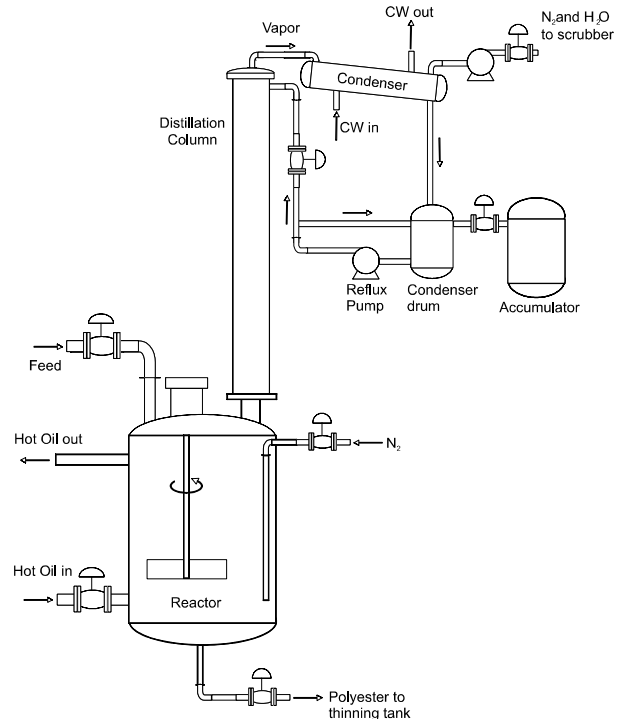 CW out
N₂and H₂O
to scrubber
Vapor
Condenser
Distillation
Column
CW in
Reflux
Pump
Condenser
drum
Accumulator
Feed
Hot Oil out
N₂
Hot Oil in
Reactor
Polyester to
thinning tank